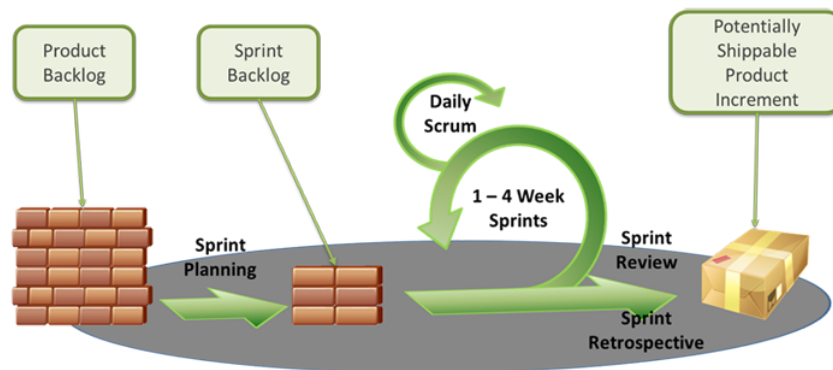 Product
Backlog
Sprint
Backlog
Potentially
Shippable
Product
Increment
Daily
Scrum
1 – 4 Week
Sprints
Sprint
Planning
Sprint
Review
Sprint
Retrospective